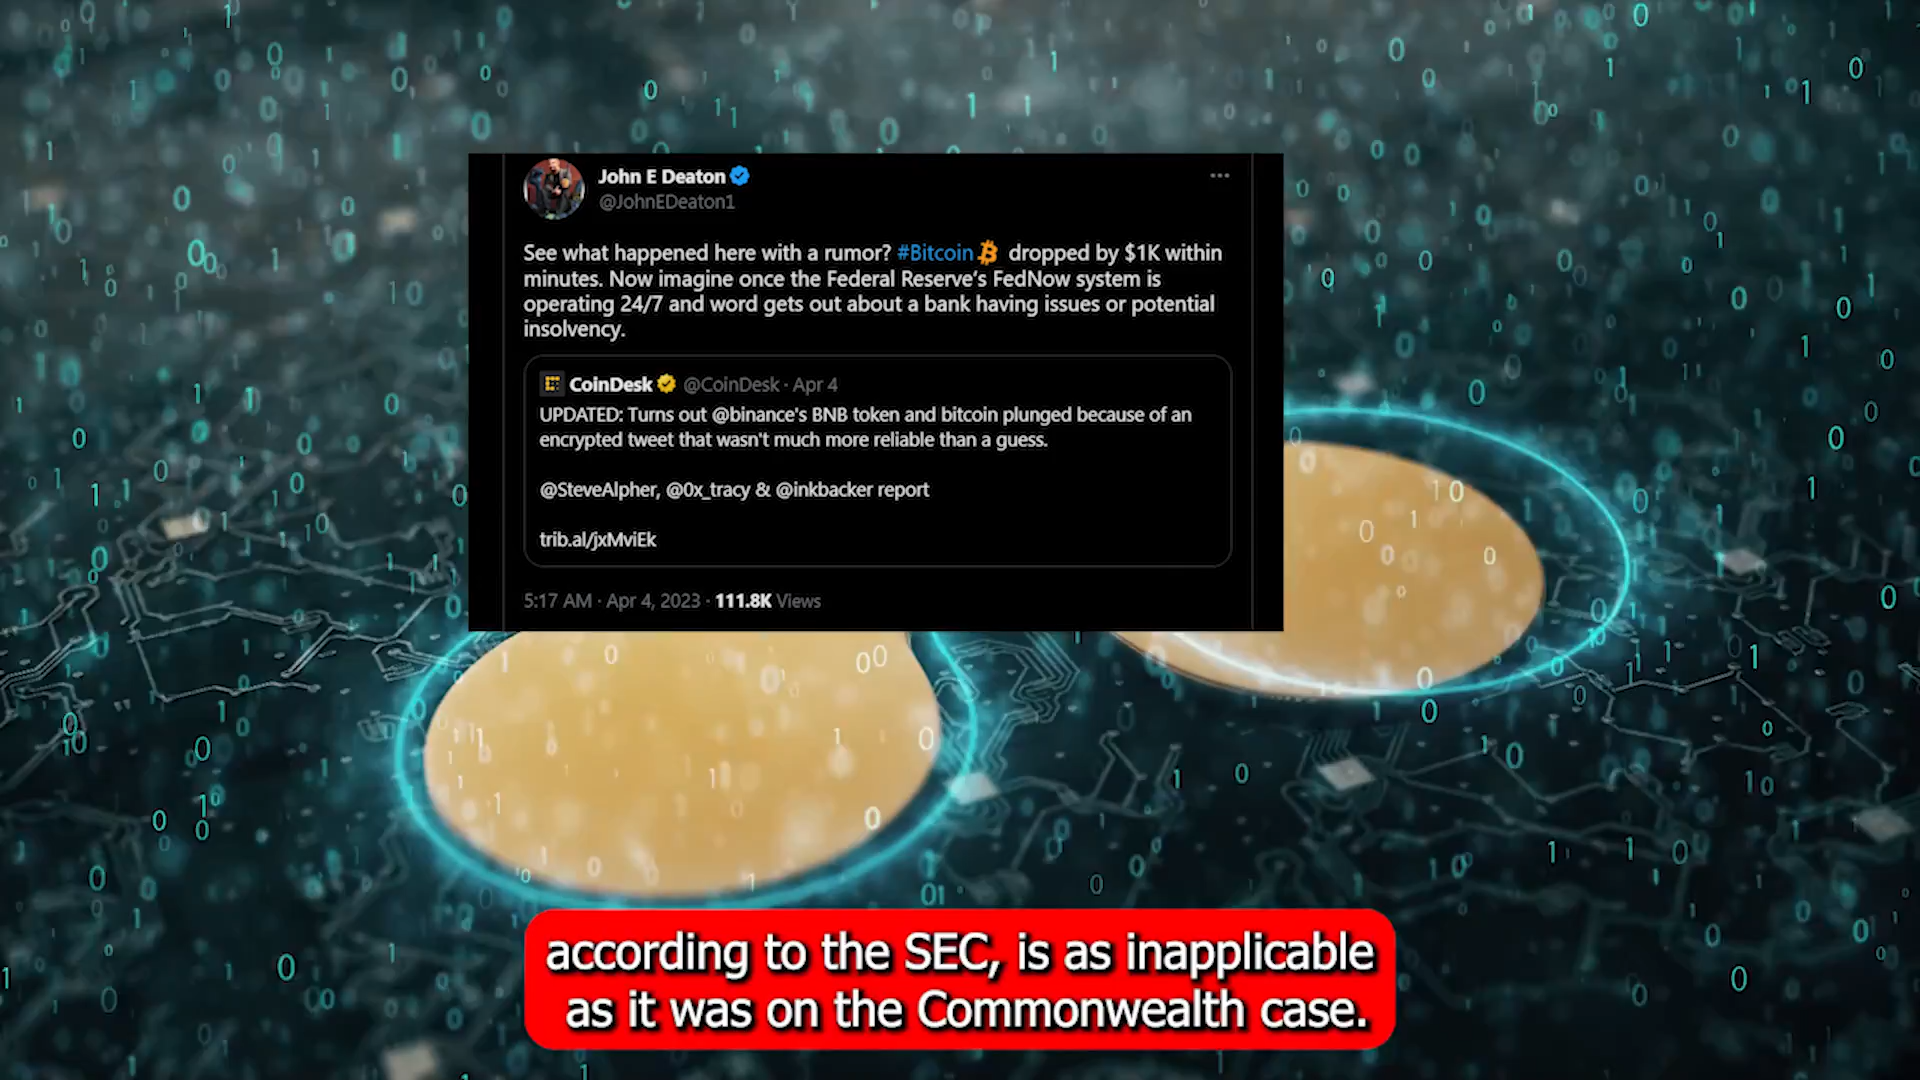 John E Deaton
@JohnEDeaton1
See what happened here with a rumor? #Bitcoin dropped by $1K within
minutes. Now imagine once the Federal Reserve's FedNow system is
operating 24/7 and word gets out about a bank having issues or potential
insolvency.
CoinDesk @CoinDesk · Apr 4
UPDATED: Turns out @binance's BNB token and bitcoin plunged because of an
encrypted tweet that wasn't much more reliable than a guess.
@SteveAlpher, @0x_tracy & @inkbacker report
trib.al/jxMviEk
5:17 AM · Apr 4, 2023 · 111.8K Views
according to the SEC, is as inapplicable
as it was on the Commonwealth case.